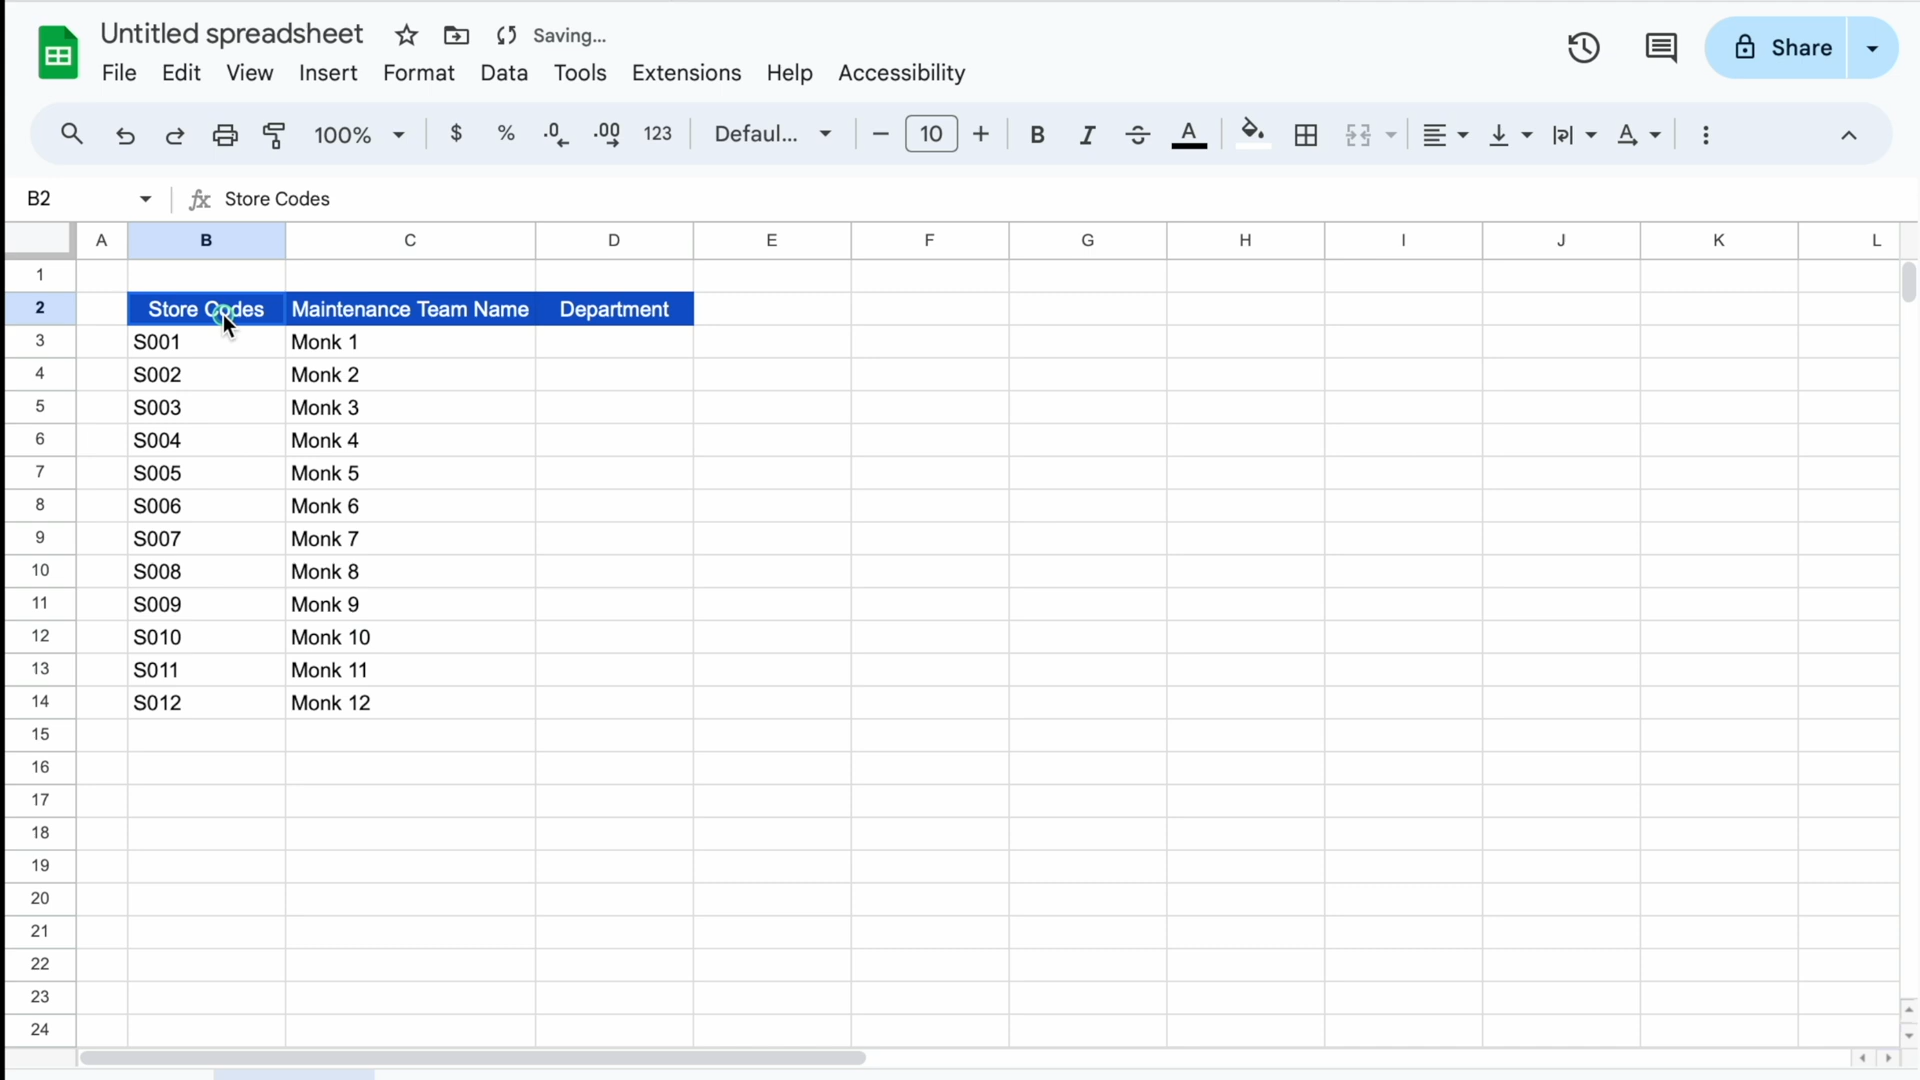 Untitled spreadsheet Saving...
File Edit View Insert Format Data Tools Extensions Help Accessibility
Share
100% $ % .0 .00 123 Defaul... 10 B I S A A
B2 fx Store Codes
A B C D E F G H I J K L
1
2 Store Codes Maintenance Team Name Department
3 S001 Monk 1
4 S002 Monk 2
5 S003 Monk 3
6 S004 Monk 4
7 S005 Monk 5
8 S006 Monk 6
9 S007 Monk 7
10 S008 Monk 8
11 S009 Monk 9
12 S010 Monk 10
13 S011 Monk 11
14 S012 Monk 12
15
16
17
18
19
20
21
22
23
24